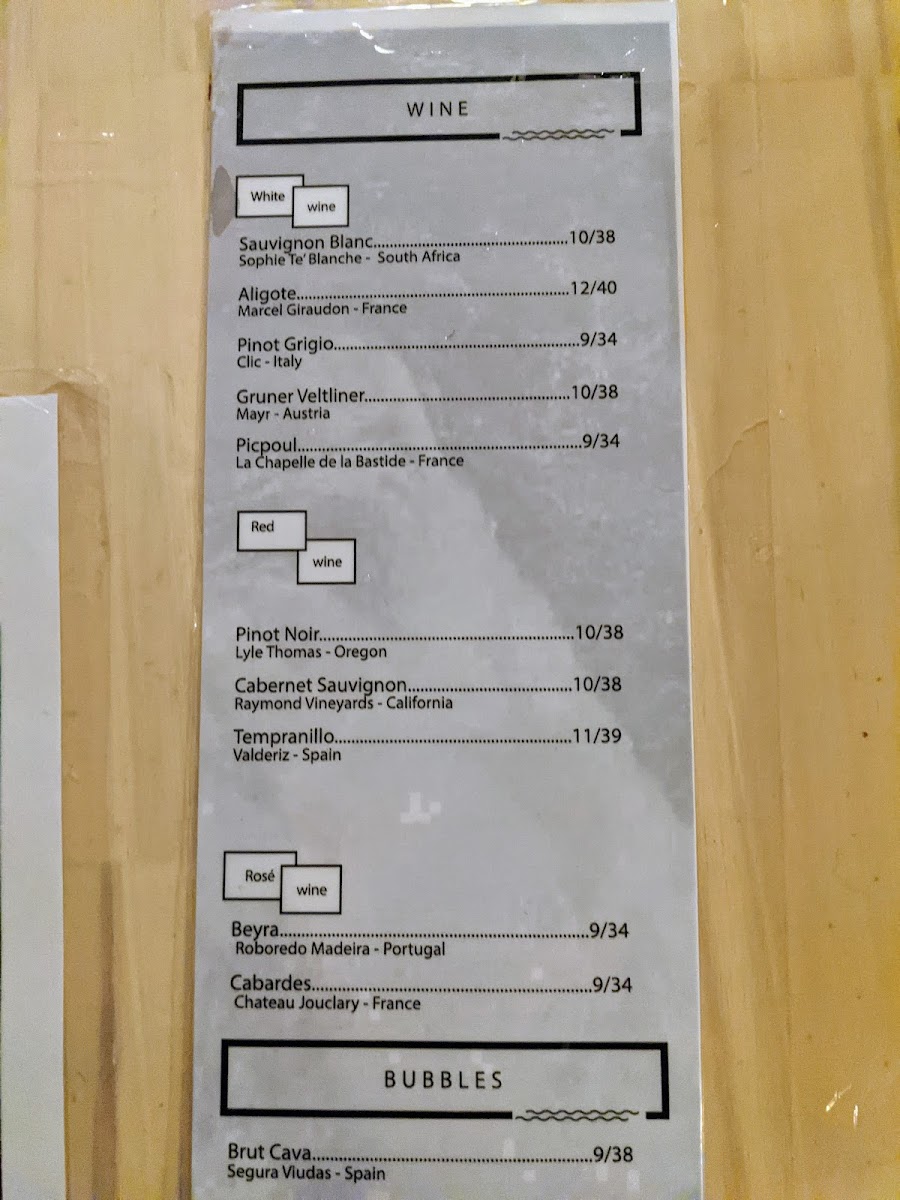 WINE
White
wine
Sauvignon Blanc..........................................10/38
Sophie Te' Blanche - South Africa
Aligote..........................................................12/40
Marcel Giraudon - France
Pinot Grigio.....................................................9/34
Clic - Italy
Gruner Veltliner............................................10/38
Mayr - Austria
Picpoul.............................................................9/34
La Chapelle de la Bastide - France
Red
wine
Pinot Noir.......................................................10/38
Lyle Thomas - Oregon
Cabernet Sauvignon...................................10/38
Raymond Vineyards - California
Tempranillo...................................................11/39
Valderiz - Spain
Rosé
wine
Beyra..................................................................9/34
Roboredo Madeira - Portugal
Cabardes............................................................9/34
Chateau Jouclary - France
BUBBLES
Brut Cava............................................................9/38
Segura Viudas - Spain